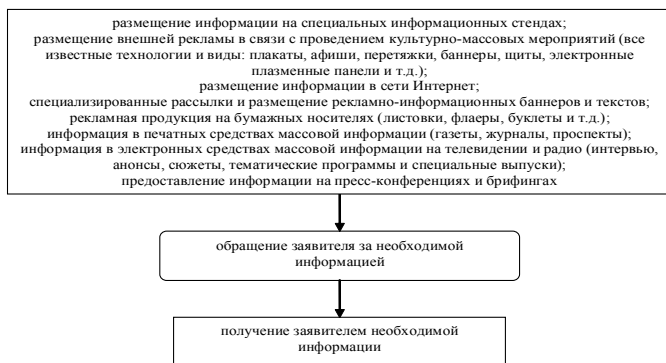 размещение информации на специальных информационных стендах;
размещение внешней рекламы в связи с проведением культурно-массовых мероприятий (все
известные технологии и виды: плакаты, афиши, перетяжки, баннеры, щиты, электронные
плазменные панели и т.д.);
размещение информации в сети Интернет;
специализированные рассылки и размещение рекламно-информационных баннеров и текстов;
рекламная продукция на бумажных носителях (листовки, флаеры, буклеты и т.д.);
информация в печатных средствах массовой информации (газеты, журналы, проспекты);
информация в электронных средствах массовой информации на телевидении и радио (интервью,
анонсы, сюжеты, тематические программы и специальные выпуски);
предоставление информации на пресс-конференциях и брифингах
обращение заявителя за необходимой
информацией
получение заявителем необходимой
информации